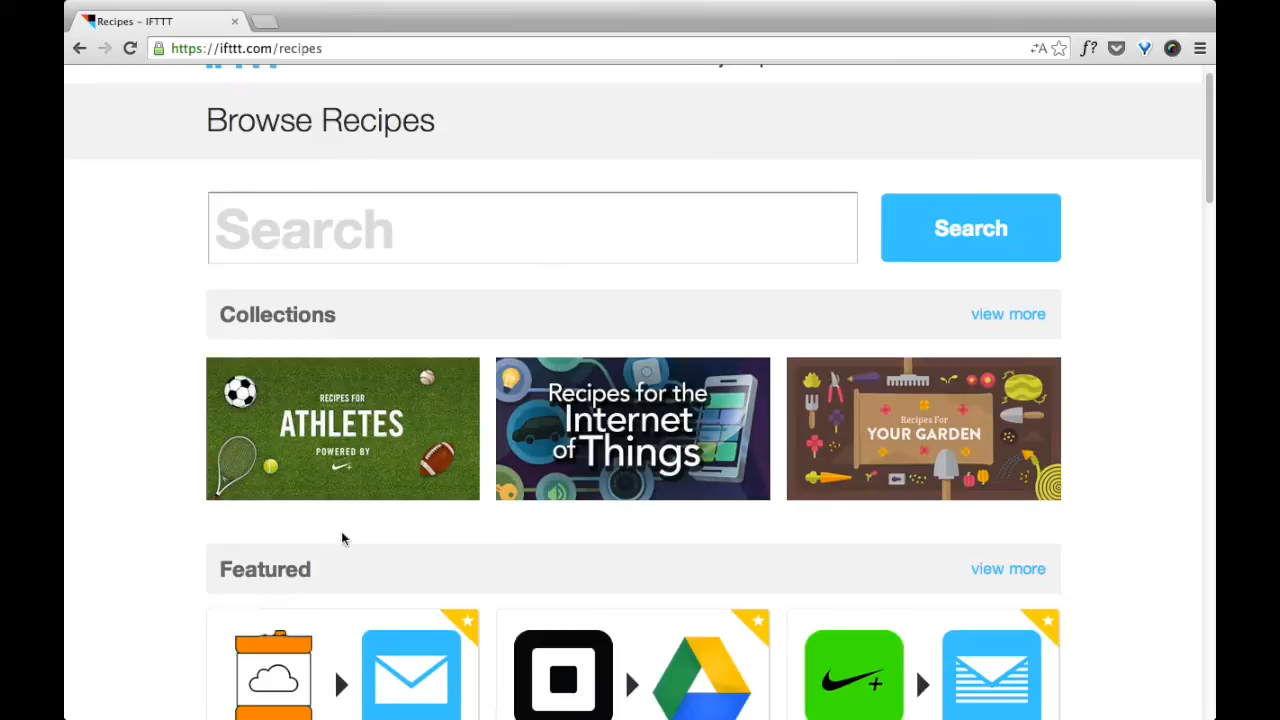 Recipes – IFTTT
https://ifttt.com/recipes
f?
Browse Recipes
Search
Search
Collections
view more
RECIPES FOR
ATHLETES
POWERED BY
Recipes for the
Internet
of Things
Recipes For
YOUR GARDEN
Featured
view more